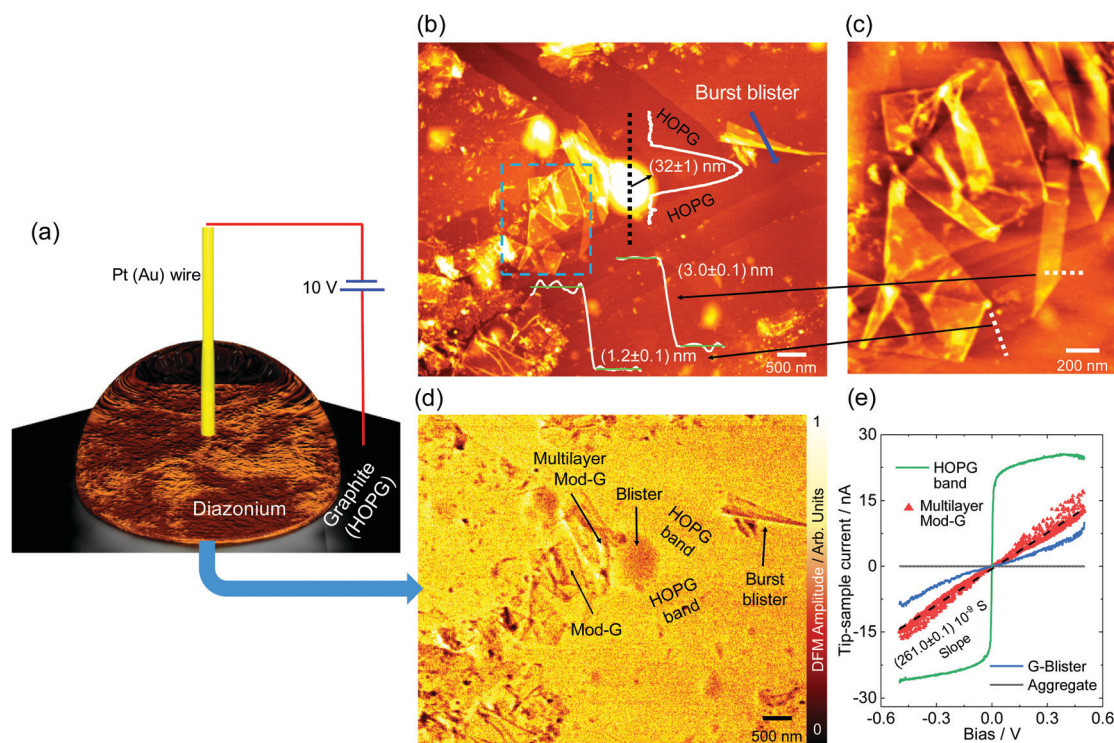 (a)
Pt (Au) wire
10 V
Diazonium
Graphite
(HOPG)
(b)
Burst blister
HOPG
(32±1) nm
HOPG
(3.0±0.1) nm
(1.2±0.1) nm
500 nm
(c)
200 nm
(d)
Multilayer
Mod-G
Blister
HOPG
band
HOPG
band
Mod-G
Burst
blister
500 nm
1
DFM Amplitude / Arb. Units
0
(e)
30
15
0
-15
-30
Tip-sample current / nA
HOPG
band
Multilayer
Mod-G
(261.0±0.1) 10⁻⁹ S
Slope
G-Blister
Aggregate
-0.6 -0.3 0.0 0.3 0.6
Bias / V